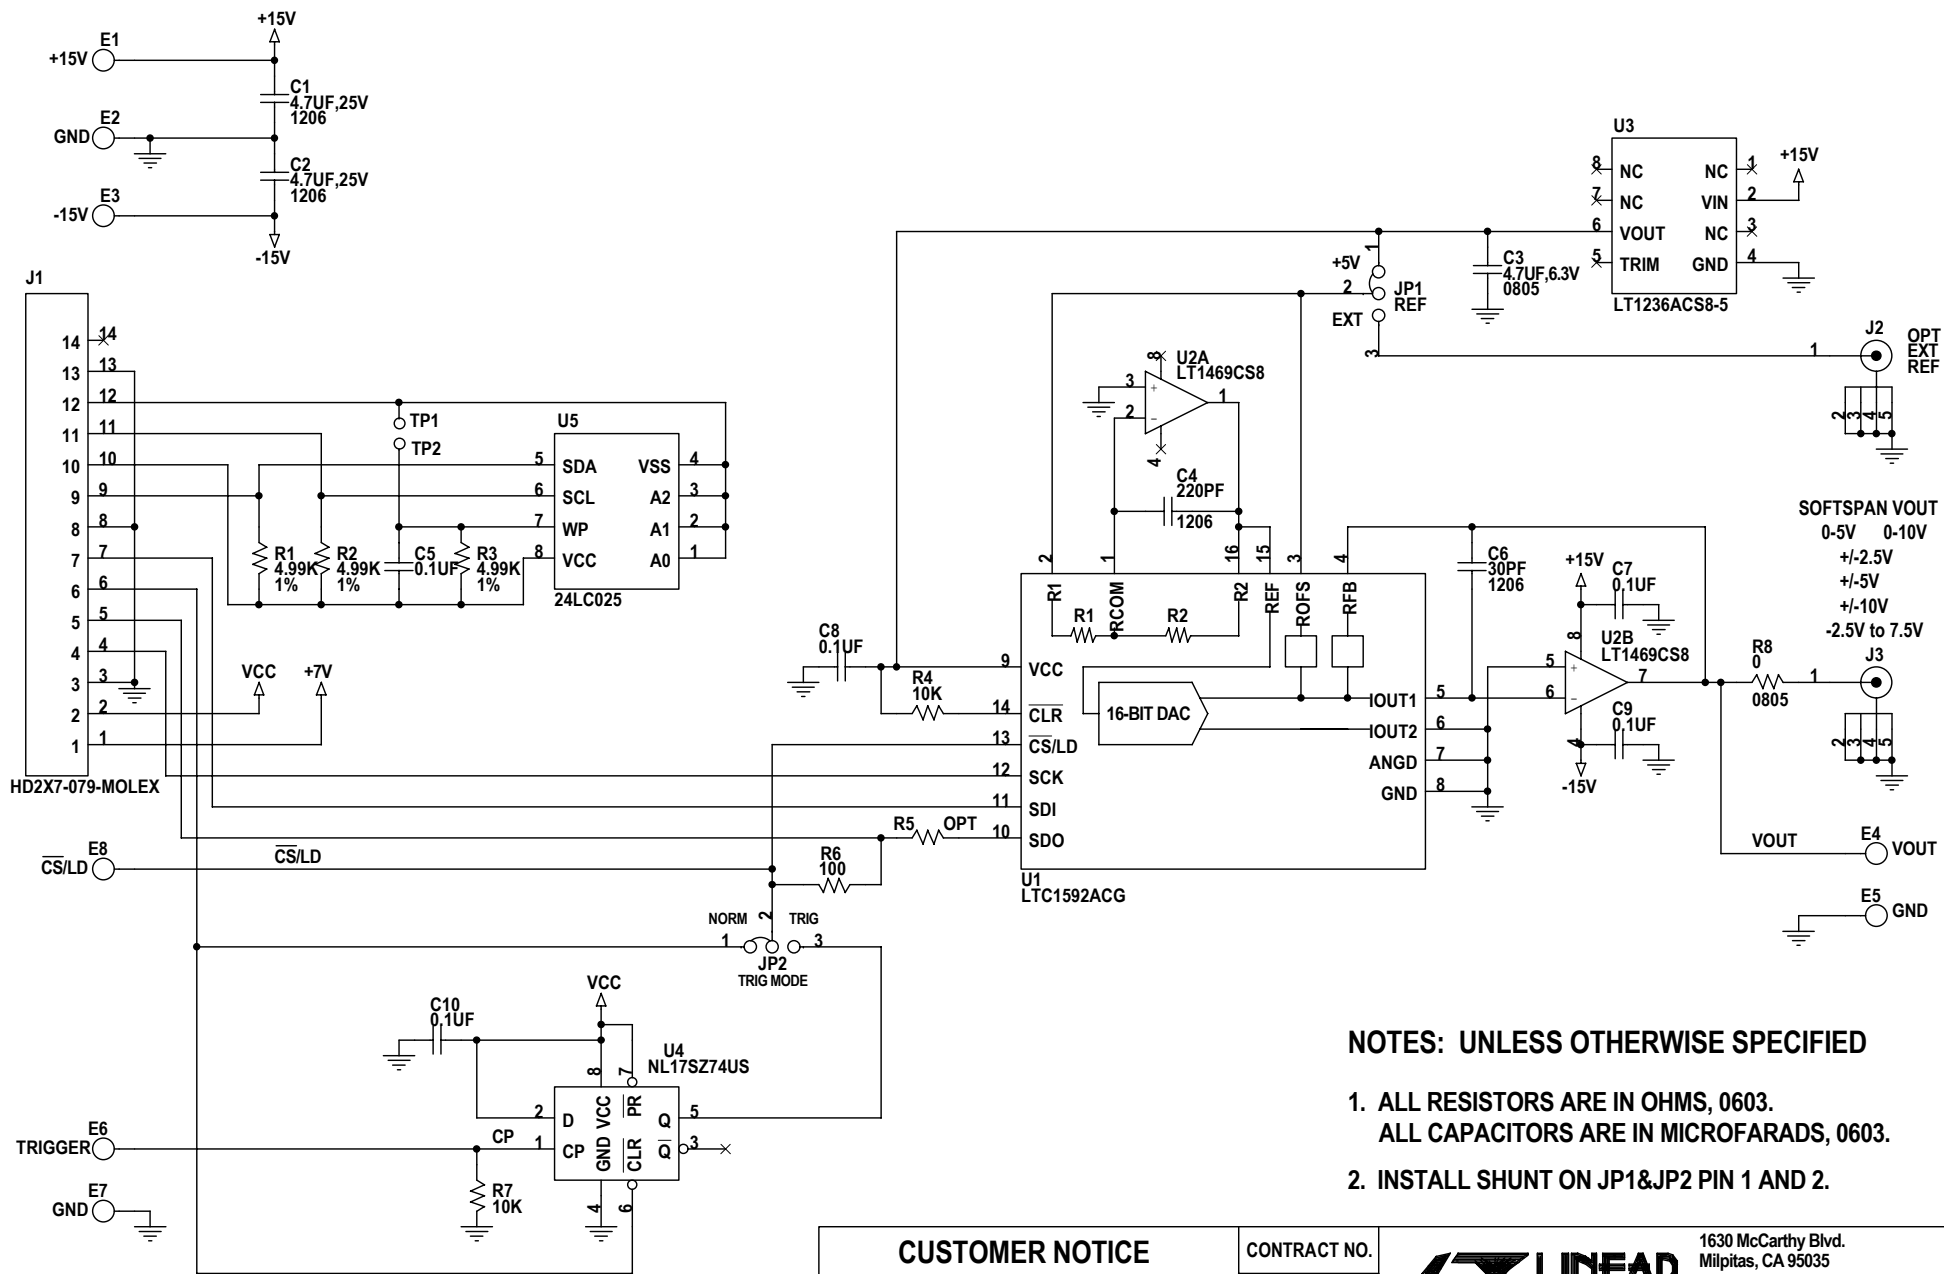 +15V
E1
+15V
C1
4.7UF,25V
1206
E2
GND
C2
4.7UF,25V
1206
E3
-15V
-15V
J1
14 14
13 13
12 12
11 11
10 10
9 9
8 8
7 7
6 6
5 5
4 4
3 3
2 2
1 1
HD2X7-079-MOLEX
VCC
+7V
TP1
TP2
U5
5 SDA VSS 4
6 SCL A2 3
7 WP A1 2
8 VCC A0 1
24LC025
R1
4.99K
1%
R2
4.99K
1%
C5
0.1UF
R3
4.99K
1%
U3
8 NC NC 1
7 NC VIN 2
6 VOUT NC 3
5 TRIM GND 4
LT1236ACS8-5
+15V
C3
4.7UF,6.3V
0805
1
+5V
2
JP1
REF
EXT
3
J2
OPT
EXT
REF
1
2 3 4 5
8
U2A
LT1469CS8
3 +
2 -
1
4
C4
220PF
1206
2 1 16 15 3 4
R1 RCOM R2 REF ROFS RFB
R1 R2
16-BIT DAC
C8
0.1UF
R4
10K
9 VCC
14 CLR
13 CS/LD
12 SCK
11 SDI
10 SDO
IOUT1 5
IOUT2 6
ANGD 7
GND 8
U1
LTC1592ACG
R5 OPT
R6
100
C6
30PF
1206
+15V
C7
0.1UF
8
U2B
LT1469CS8
5 +
6 -
7
4
C9
0.1UF
-15V
SOFTSPAN VOUT
0-5V 0-10V
+/-2.5V
+/-5V
+/-10V
-2.5V to 7.5V
R8
0
0805
J3
1
2 3 4 5
VOUT
E4
VOUT
E5
GND
E8
CS/LD
CS/LD
NORM 2 TRIG
1 3
JP2
TRIG MODE
VCC
C10
0.1UF
U4
NL17SZ74US
8 7
2 D VCC PR Q 5
1 CP GND CLR Q 3
4 6
E6
TRIGGER
CP
R7
10K
E7
GND
NOTES: UNLESS OTHERWISE SPECIFIED
1. ALL RESISTORS ARE IN OHMS, 0603.
ALL CAPACITORS ARE IN MICROFARADS, 0603.
2. INSTALL SHUNT ON JP1&JP2 PIN 1 AND 2.
CUSTOMER NOTICE
CONTRACT NO.
LINEAR
1630 McCarthy Blvd.
Milpitas, CA 95035